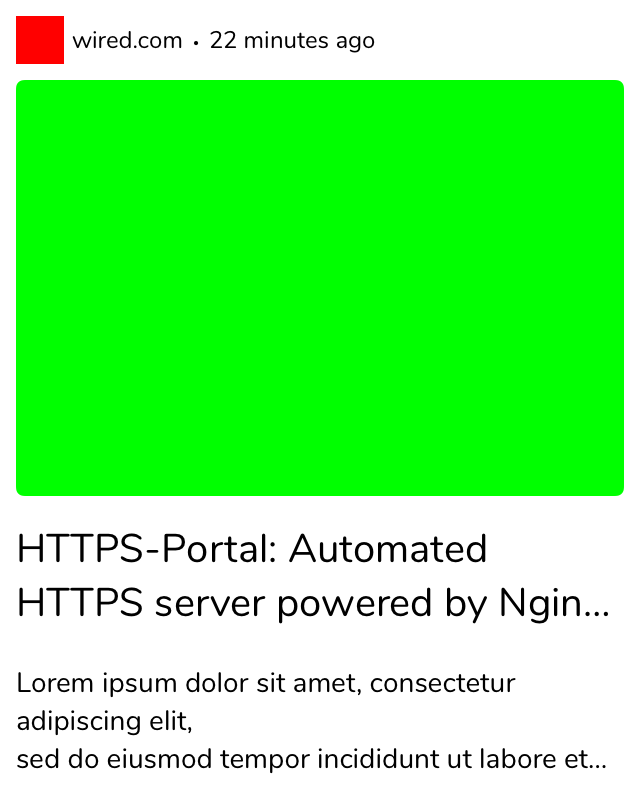 wired.com • 22 minutes ago
HTTPS-Portal: Automated
HTTPS server powered by Ngin...
Lorem ipsum dolor sit amet, consectetur
adipiscing elit,
sed do eiusmod tempor incididunt ut labore et...